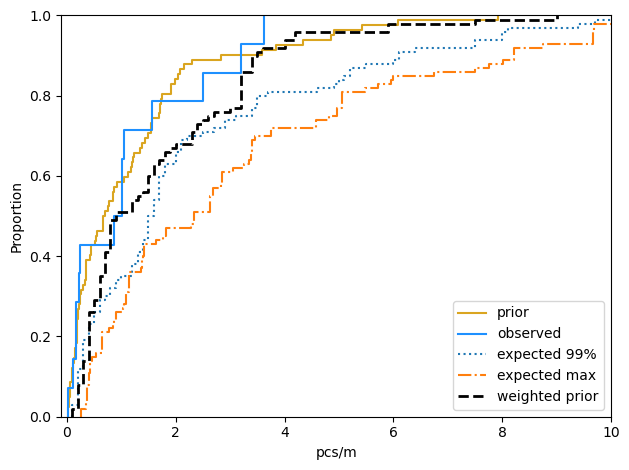 1.0
0.8
0.6
0.4
0.2
0.0
Proportion
0
2
4
6
8
10
pcs/m
prior
observed
expected 99%
expected max
weighted prior